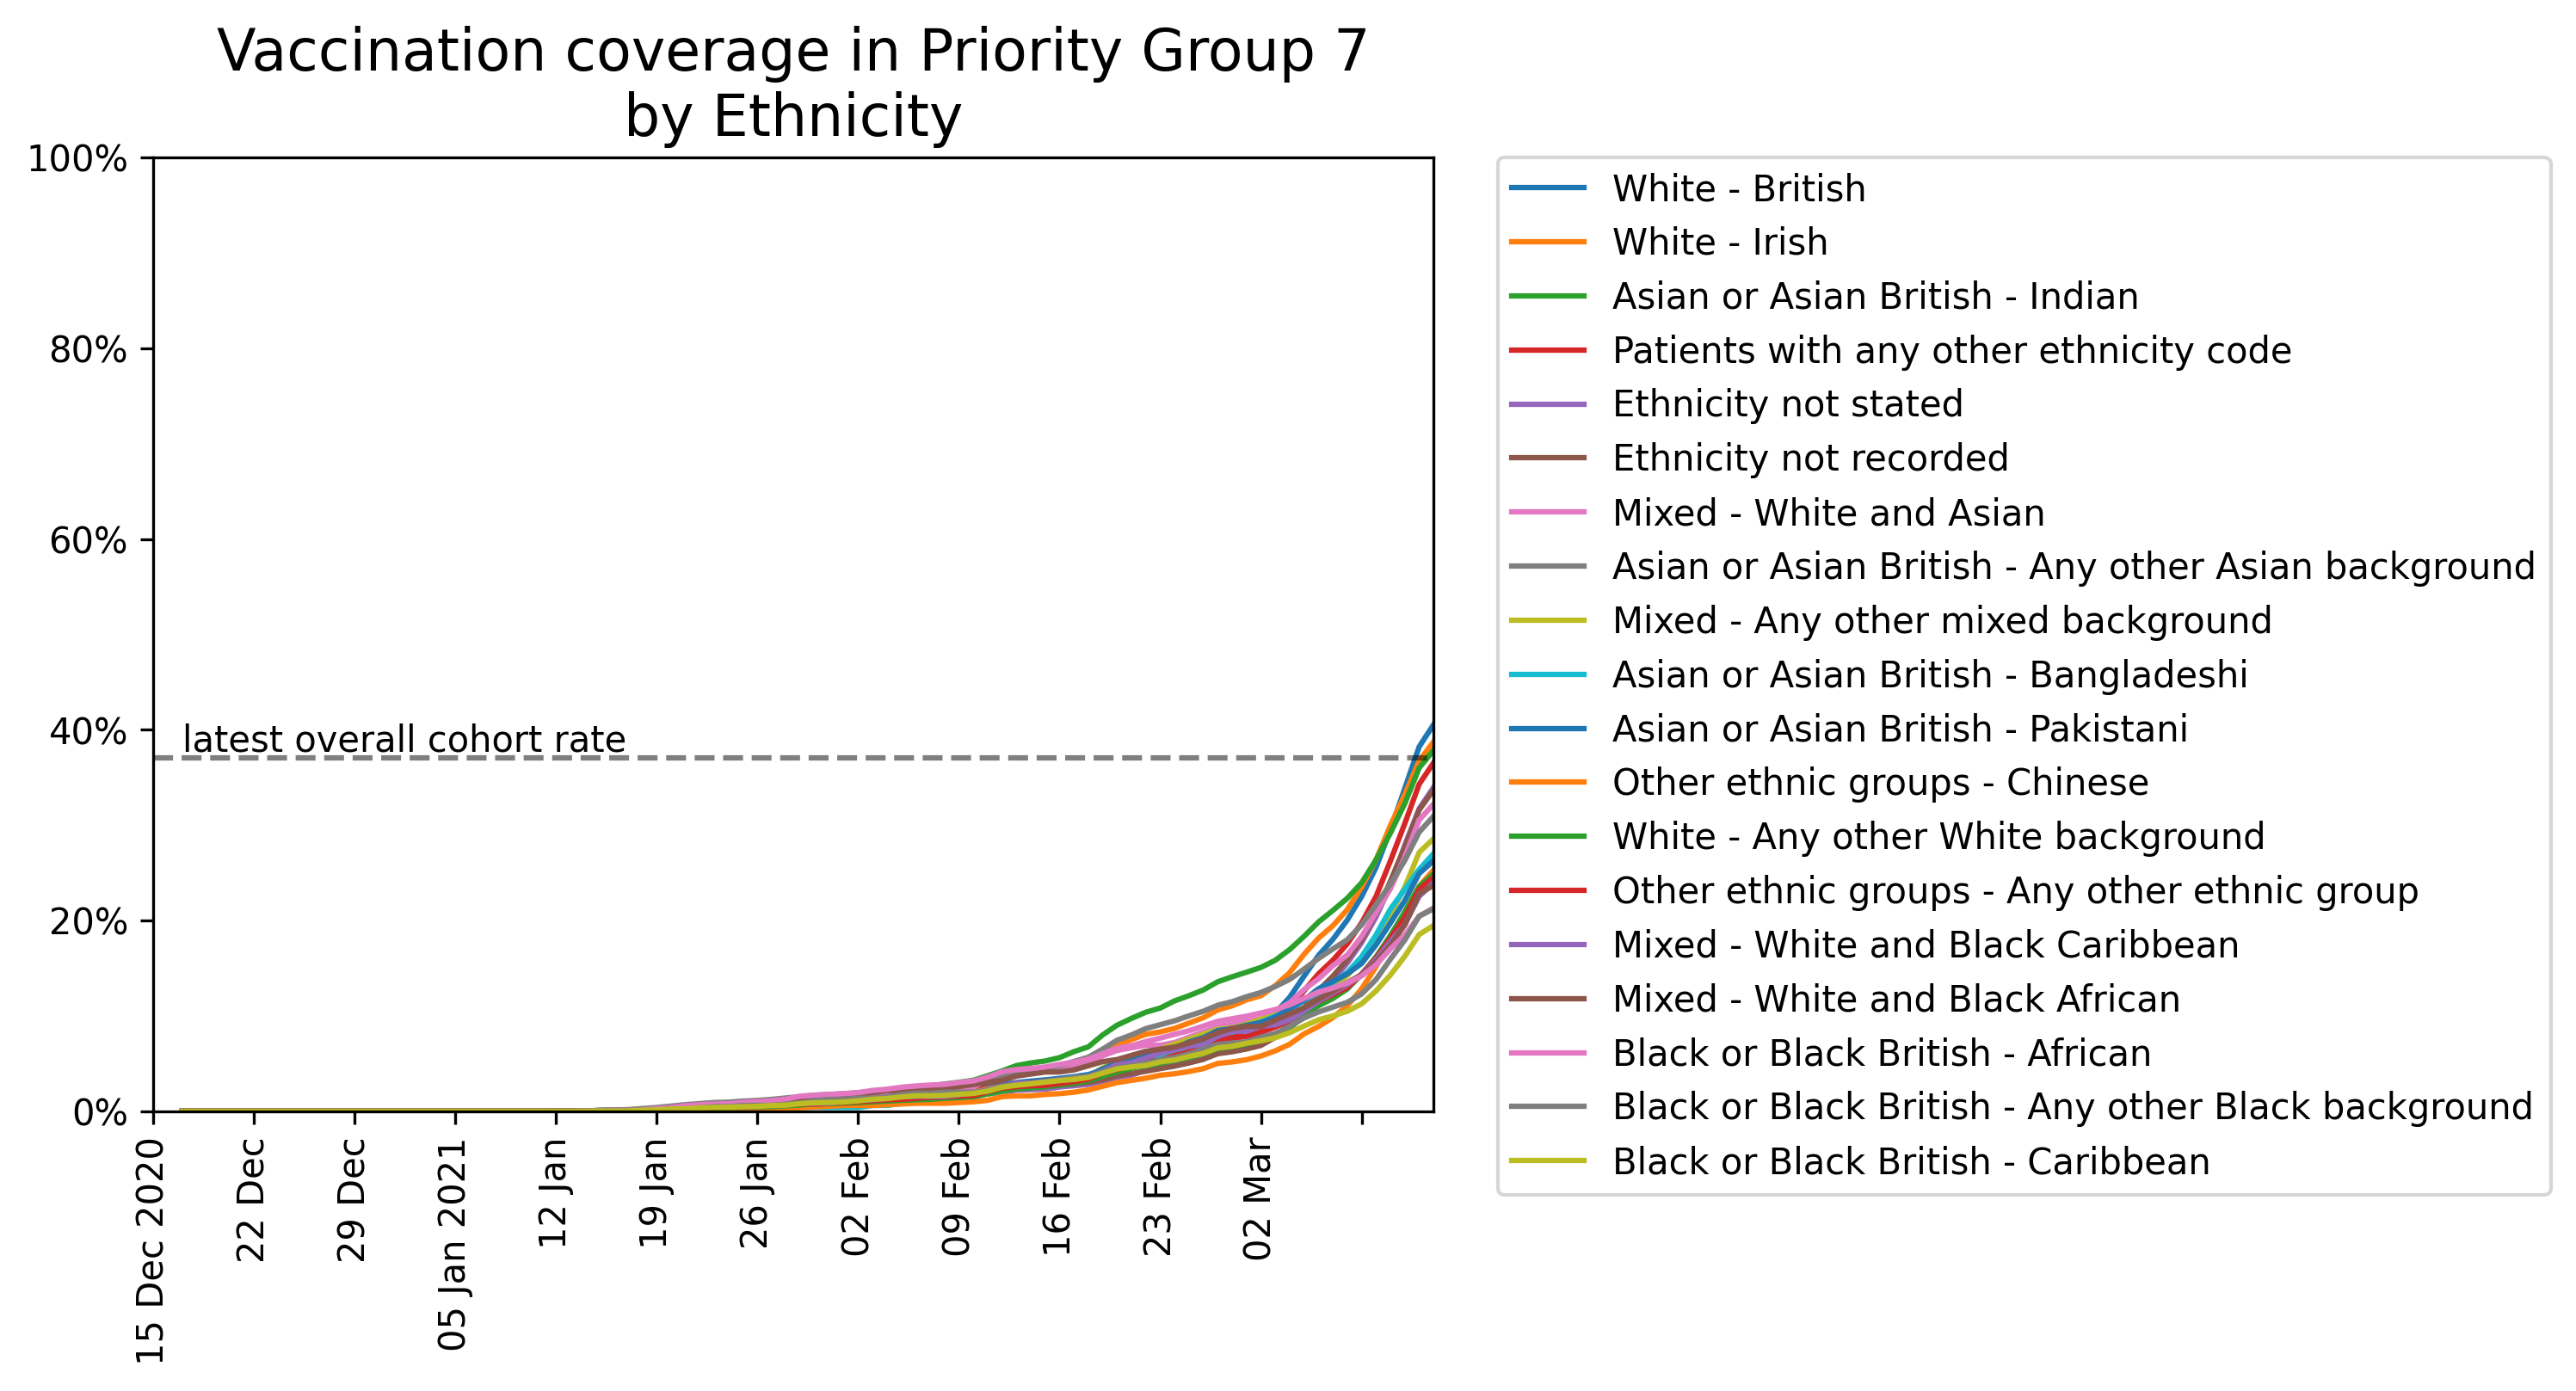 Vaccination coverage in Priority Group 7
by Ethnicity
100%
80%
60%
40%
20%
0%
latest overall cohort rate
15 Dec 2020
22 Dec
29 Dec
05 Jan 2021
12 Jan
19 Jan
26 Jan
02 Feb
09 Feb
16 Feb
23 Feb
02 Mar
White - British
White - Irish
Asian or Asian British - Indian
Patients with any other ethnicity code
Ethnicity not stated
Ethnicity not recorded
Mixed - White and Asian
Asian or Asian British - Any other Asian background
Mixed - Any other mixed background
Asian or Asian British - Bangladeshi
Asian or Asian British - Pakistani
Other ethnic groups - Chinese
White - Any other White background
Other ethnic groups - Any other ethnic group
Mixed - White and Black Caribbean
Mixed - White and Black African
Black or Black British - African
Black or Black British - Any other Black background
Black or Black British - Caribbean